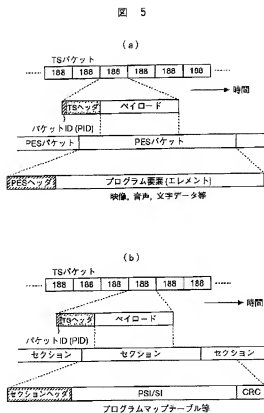 図 5
(a)
TSパケット
188 188 188 188 188 188
時間
TSヘッダ ペイロード
パケットID (PID)
PESパケット PESパケット
PESヘッダ プログラム要素 (エレメント)
映像, 音声, 文字データ等
(b)
TSパケット
188 188 188 188 188 188
時間
TSヘッダ ペイロード
パケットID (PID)
セクション セクション セクション
セクションヘッダ PSI/SI CRC
プログラムマップテーブル等